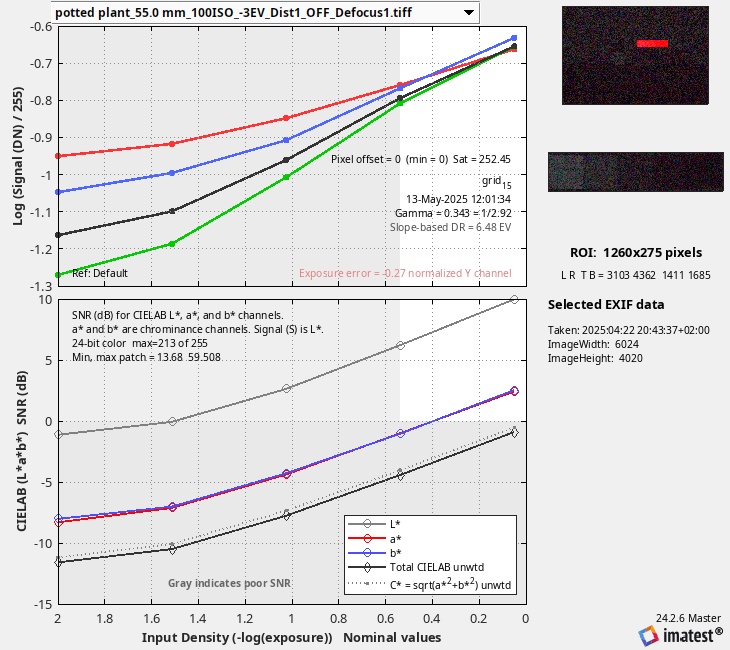 potted plant_55.0 mm_100ISO_-3EV_Dist1_OFF_Defocus1.tiff
-0.6
-0.7
-0.8
-0.9
-1
-1.1
-1.2
-1.3
Log (Signal (DN) / 255)
Pixel offset = 0 (min = 0) Sat = 252.45
grid15
13-May-2025 12:01:34
Gamma = 0.343 = 1/2.92
Slope-based DR = 6.48 EV
Ref: Default
Exposure error = -0.27 normalized Y channel
ROI: 1260x275 pixels
L R T B = 3103 4362 1411 1685
Selected EXIF data
Taken: 2025:04:22 20:43:37+02:00
ImageWidth: 6024
ImageHeight: 4020
10
5
0
-5
-10
-15
CIELAB (L*a*b*) SNR (dB)
SNR (dB) for CIELAB L*, a*, and b* channels.
a* and b* are chrominance channels. Signal (S) is L*.
24-bit color max=213 of 255
Min, max patch = 13.68 59.508
Gray indicates poor SNR
L*
a*
b*
Total CIELAB unwtd
C* = sqrt(a*2+b*2) unwtd
2 1.8 1.6 1.4 1.2 1 0.8 0.6 0.4 0.2 0
Input Density (-log(exposure)) Nominal values
24.2.6 Master
imatest®